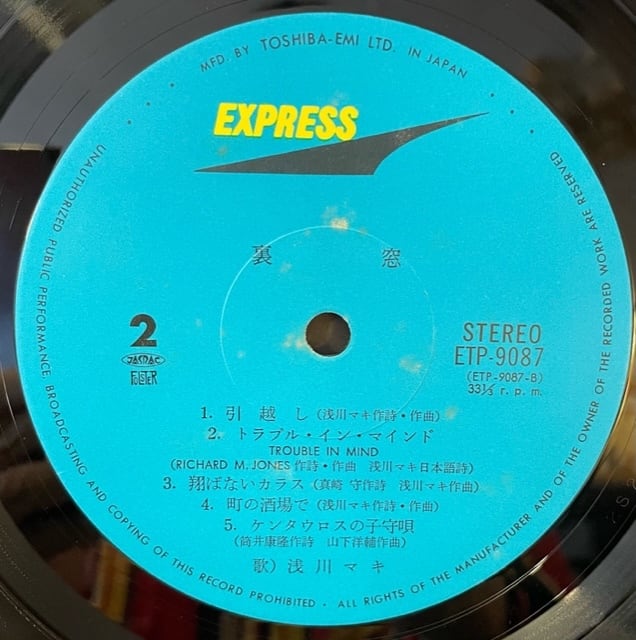 MFD. BY TOSHIBA-EMI LTD. IN JAPAN
EXPRESS
裏窓
2
JASRAC
STEREO
ETP-9087
(ETP-9087-B)
33⅓ r.p.m.
1. 引越し (浅川マキ作詩・作曲)
2. トラブル・イン・マインド
TROUBLE IN MIND
(RICHARD M. JONES 作詩・作曲 浅川マキ日本語詩)
3. 翔ばないカラス (真崎 守作詩 浅川マキ作曲)
4. 町の酒場で (浅川マキ作詩・作曲)
5. ケンタウロスの子守唄
(筒井康隆作詩 山下洋輔作曲)
歌) 浅川マキ
UNAUTHORIZED PUBLIC PERFORMANCE BROADCASTING AND COPYING OF THIS RECORD PROHIBITED · ALL RIGHTS OF THE MANUFACTURER AND OF THE OWNER OF THE RECORDED WORK ARE RESERVED